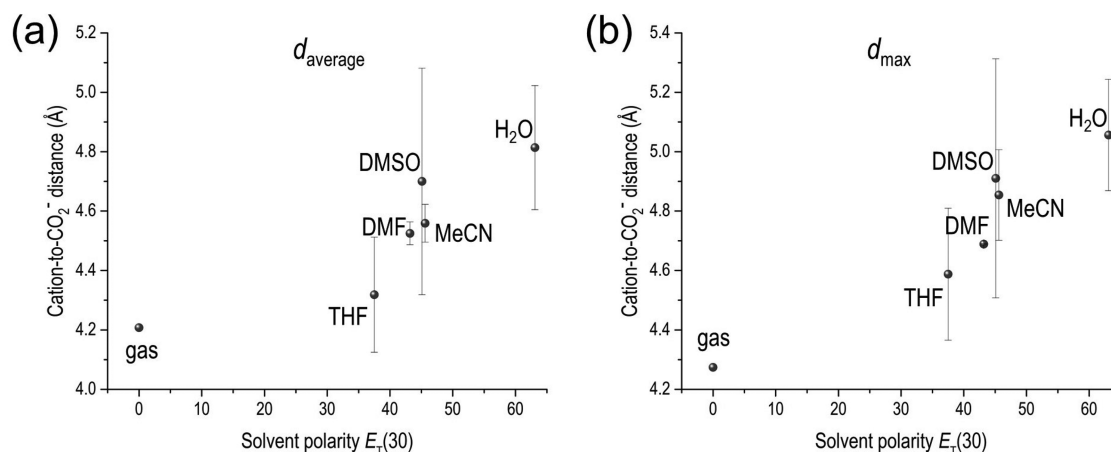 (a)
d average
Cation-to-CO₂⁻ distance (Å)
5.2
5.0
4.8
4.6
4.4
4.2
4.0
H₂O
DMSO
DMF
MeCN
THF
gas
0 10 20 30 40 50 60
Solvent polarity E_T(30)
(b)
d max
Cation-to-CO₂⁻ distance (Å)
5.4
5.2
5.0
4.8
4.6
4.4
4.2
H₂O
DMSO
MeCN
DMF
THF
gas
0 10 20 30 40 50 60
Solvent polarity E_T(30)